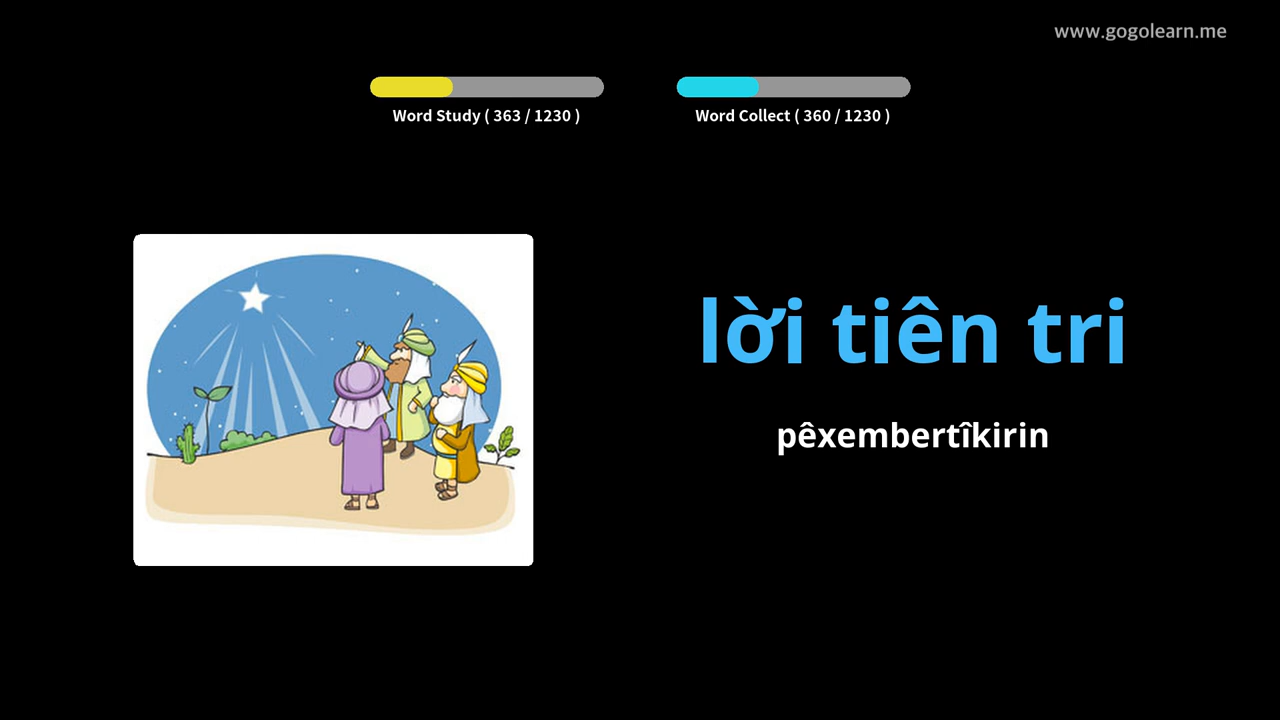 www.gogolearn.me
Word Study ( 363 / 1230 )
Word Collect ( 360 / 1230 )
lời tiên tri
pêxembertîkirin